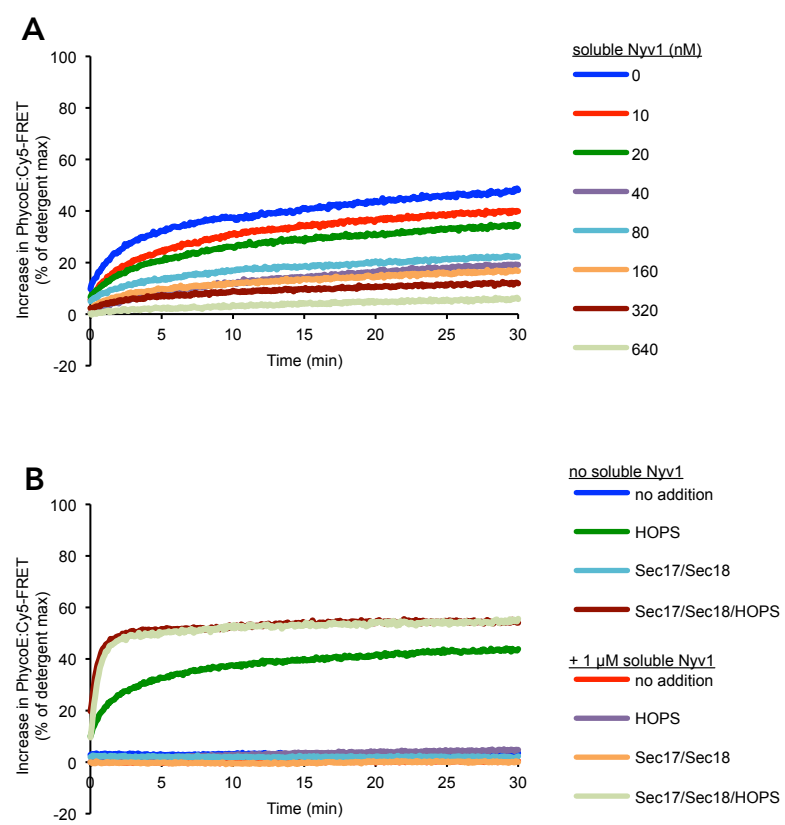 A
soluble Nyv1 (nM)
0
10
20
40
80
160
320
640
Increase in PhycoE:Cy5-FRET
(% of detergent max)
100
80
60
40
20
0
-20
0 5 10 15 20 25 30
Time (min)
B
no soluble Nyv1
no addition
HOPS
Sec17/Sec18
Sec17/Sec18/HOPS
+ 1 µM soluble Nyv1
no addition
HOPS
Sec17/Sec18
Sec17/Sec18/HOPS
Increase in PhycoE:Cy5-FRET
(% of detergent max)
100
80
60
40
20
0
-20
0 5 10 15 20 25 30
Time (min)